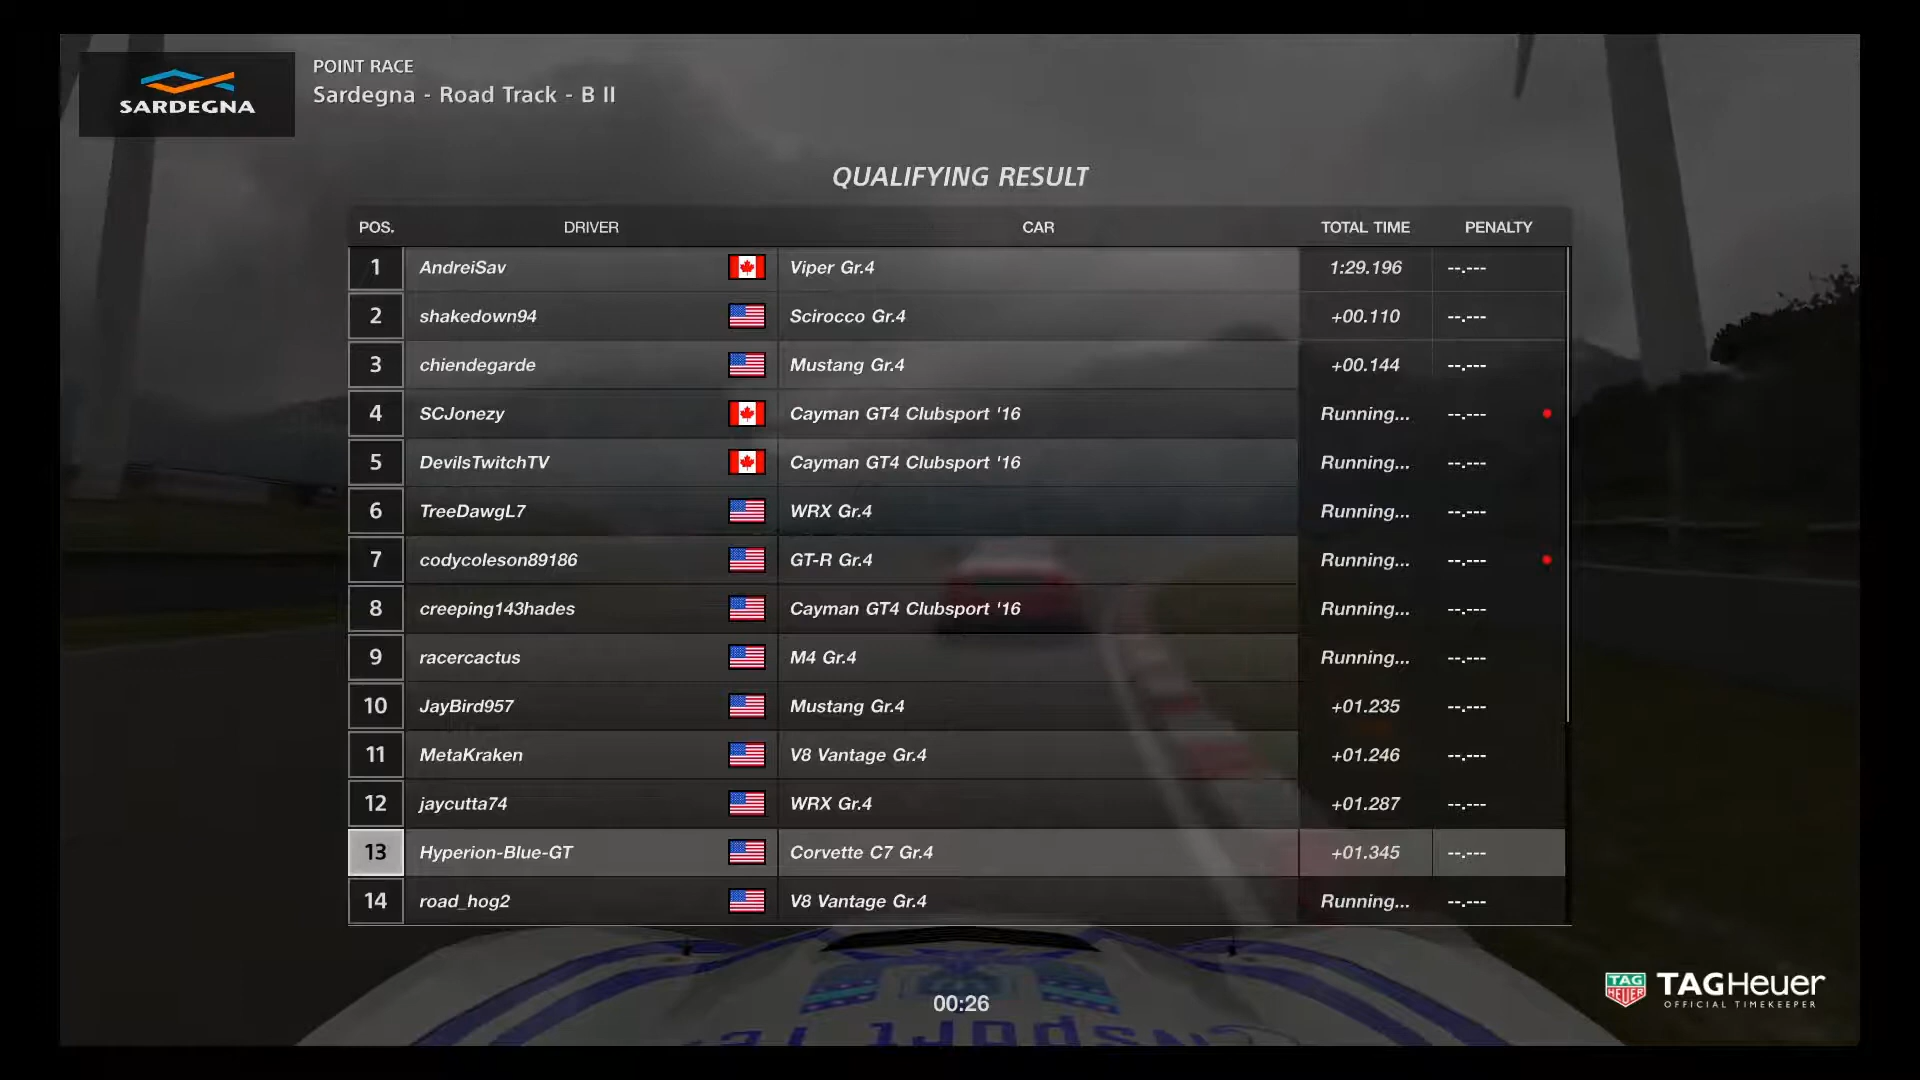 SARDEGNA
POINT RACE
Sardegna - Road Track - B II
QUALIFYING RESULT
POS. DRIVER CAR TOTAL TIME PENALTY
1 AndreiSav Viper Gr.4 1:29.196 --.---
2 shakedown94 Scirocco Gr.4 +00.110 --.---
3 chiendegarde Mustang Gr.4 +00.144 --.---
4 SCJonezy Cayman GT4 Clubsport '16 Running... --.---
5 DevilsTwitchTV Cayman GT4 Clubsport '16 Running... --.---
6 TreeDawgL7 WRX Gr.4 Running... --.---
7 codycoleson89186 GT-R Gr.4 Running... --.---
8 creeping143hades Cayman GT4 Clubsport '16 Running... --.---
9 racercactus M4 Gr.4 Running... --.---
10 JayBird957 Mustang Gr.4 +01.235 --.---
11 MetaKraken V8 Vantage Gr.4 +01.246 --.---
12 jaycutta74 WRX Gr.4 +01.287 --.---
13 Hyperion-Blue-GT Corvette C7 Gr.4 +01.345 --.---
14 road_hog2 V8 Vantage Gr.4 Running... --.---
00:26
TAG HEUER
TAGHeuer
OFFICIAL TIMEKEEPER